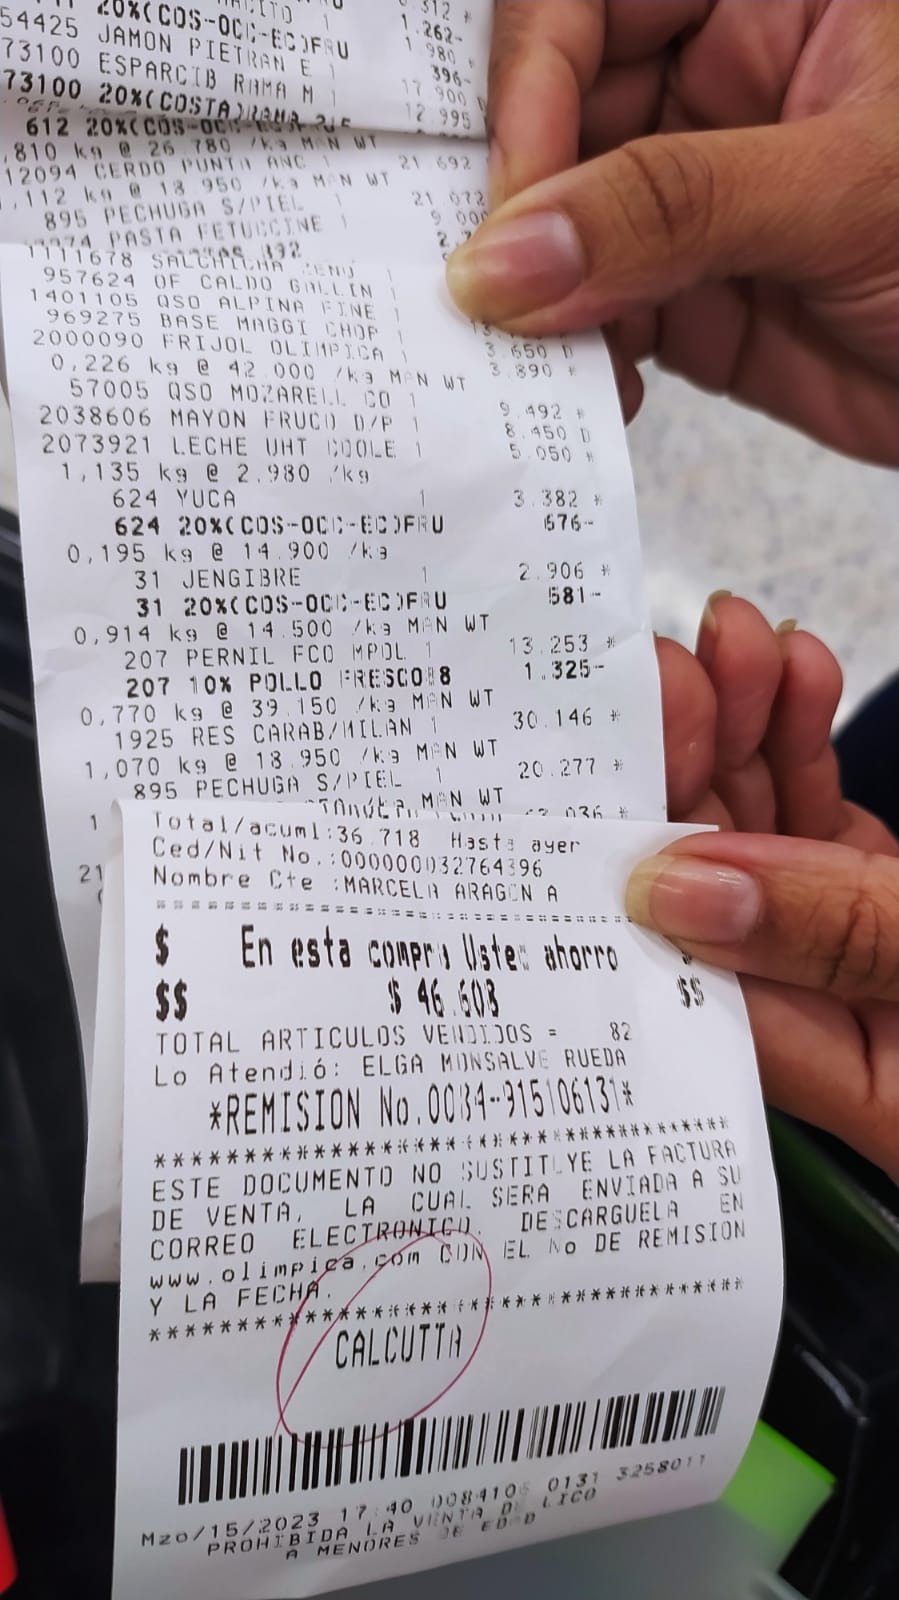 20%(COS-OCC-EC)FRU 1.262-
54425 JAMON PIETRAN E 1 1.980 *
396-
73100 ESPARCIB RAMA M 1 17 900 D
73100 20%(COSTA)RAMA 12.995
612 20%(COS-OCC-EC)FRU
,810 kg @ 26 780 /kg MAN WT
12094 CERDO PUNTA ANC 1 21 692
,112 kg @ 18 950 /kg MAN WT
895 PECHUGA S/PIEL 1 21 072
PASTA FETUCCINE 1
1111678 SALCHICHA ZENU 1
957624 OF CALDO GALLIN 1
1401105 QSO ALPINA FINE 1
969275 BASE MAGGI CHOP 1 3.650 D
2000090 FRIJOL OLIMPICA 1 3.890 *
0,226 kg @ 42.000 /kg MAN WT
57005 QSO MOZARELL CO 1 9.492 *
2038606 MAYON FRUCO D/P 1 8.450 D
2073921 LECHE UHT COOLE 1 5.050 *
1,135 kg @ 2.980 /kg
624 YUCA 1 3.382 *
624 20%(COS-OCC-EC)FRU 676-
0,195 kg @ 14.900 /kg
31 JENGIBRE 1 2.906 *
31 20%(COS-OCC-EC)FRU 581-
0,914 kg @ 14.500 /kg MAN WT
207 PERNIL FCO MPOL 1 13.253 *
207 10% POLLO FRESCO 8 1.325-
0,770 kg @ 39.150 /kg MAN WT
1925 RES CARAB/MILAN 1 30.146 *
1,070 kg @ 18.950 /kg MAN WT
895 PECHUGA S/PIEL 1 20.277 *
MAN WT
1
21
Total/acuml:36.718 Hasta ayer
Ced/Nit No.:000000032764396
Nombre Cte :MARCELA ARAGON A
$ En esta compra Usted ahorro $
$$ $ 46.603 $$
TOTAL ARTICULOS VENDIDOS = 82
Lo Atendió: ELGA MONSALVE RUEDA
*REMISION No.0084-915106131*
************************************
ESTE DOCUMENTO NO SUSTITUYE LA FACTURA
DE VENTA, LA CUAL SERA ENVIADA A SU
CORREO ELECTRONICO. DESCARGUELA EN
www.olimpica.com CON EL No DE REMISION
Y LA FECHA.
************************************
CALCUTTA
Mzo/15/2023 17:40 008410 0131 3258011
PROHIBIDA LA VENTA DE LICO
A MENORES DE EDAD